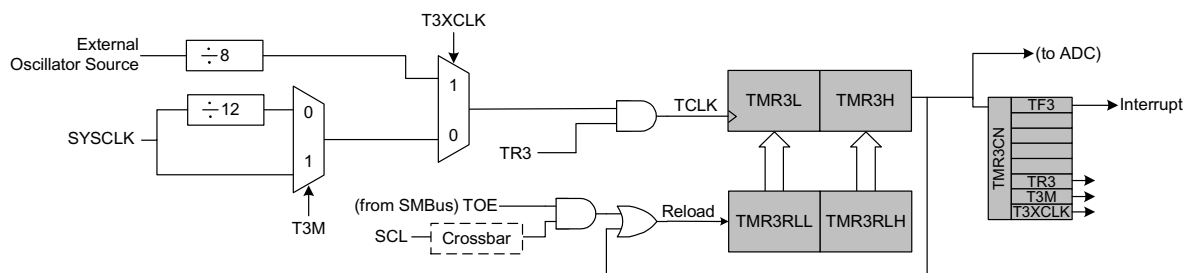 T3XCLK
External
Oscillator Source
÷8
1
0
SYSCLK
÷12
0
1
T3M
TR3
TCLK
TMR3L
TMR3H
(to ADC)
TMR3CN
TF3
Interrupt
TR3
T3M
T3XCLK
(from SMBus) TOE
SCL
Crossbar
Reload
TMR3RLL
TMR3RLH